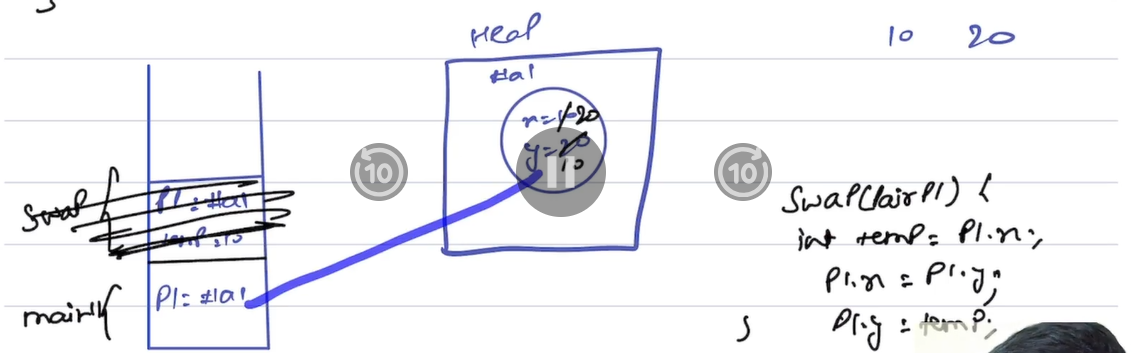 Heap
10 20
#a1
x=10 20
y=20
10
10
10
Swap
P1 = #a1
temp = 10
main
P1 = #a1
Swap(Pair P1) {
int temp = P1.x;
P1.x = P1.y;
P1.y = temp;
}